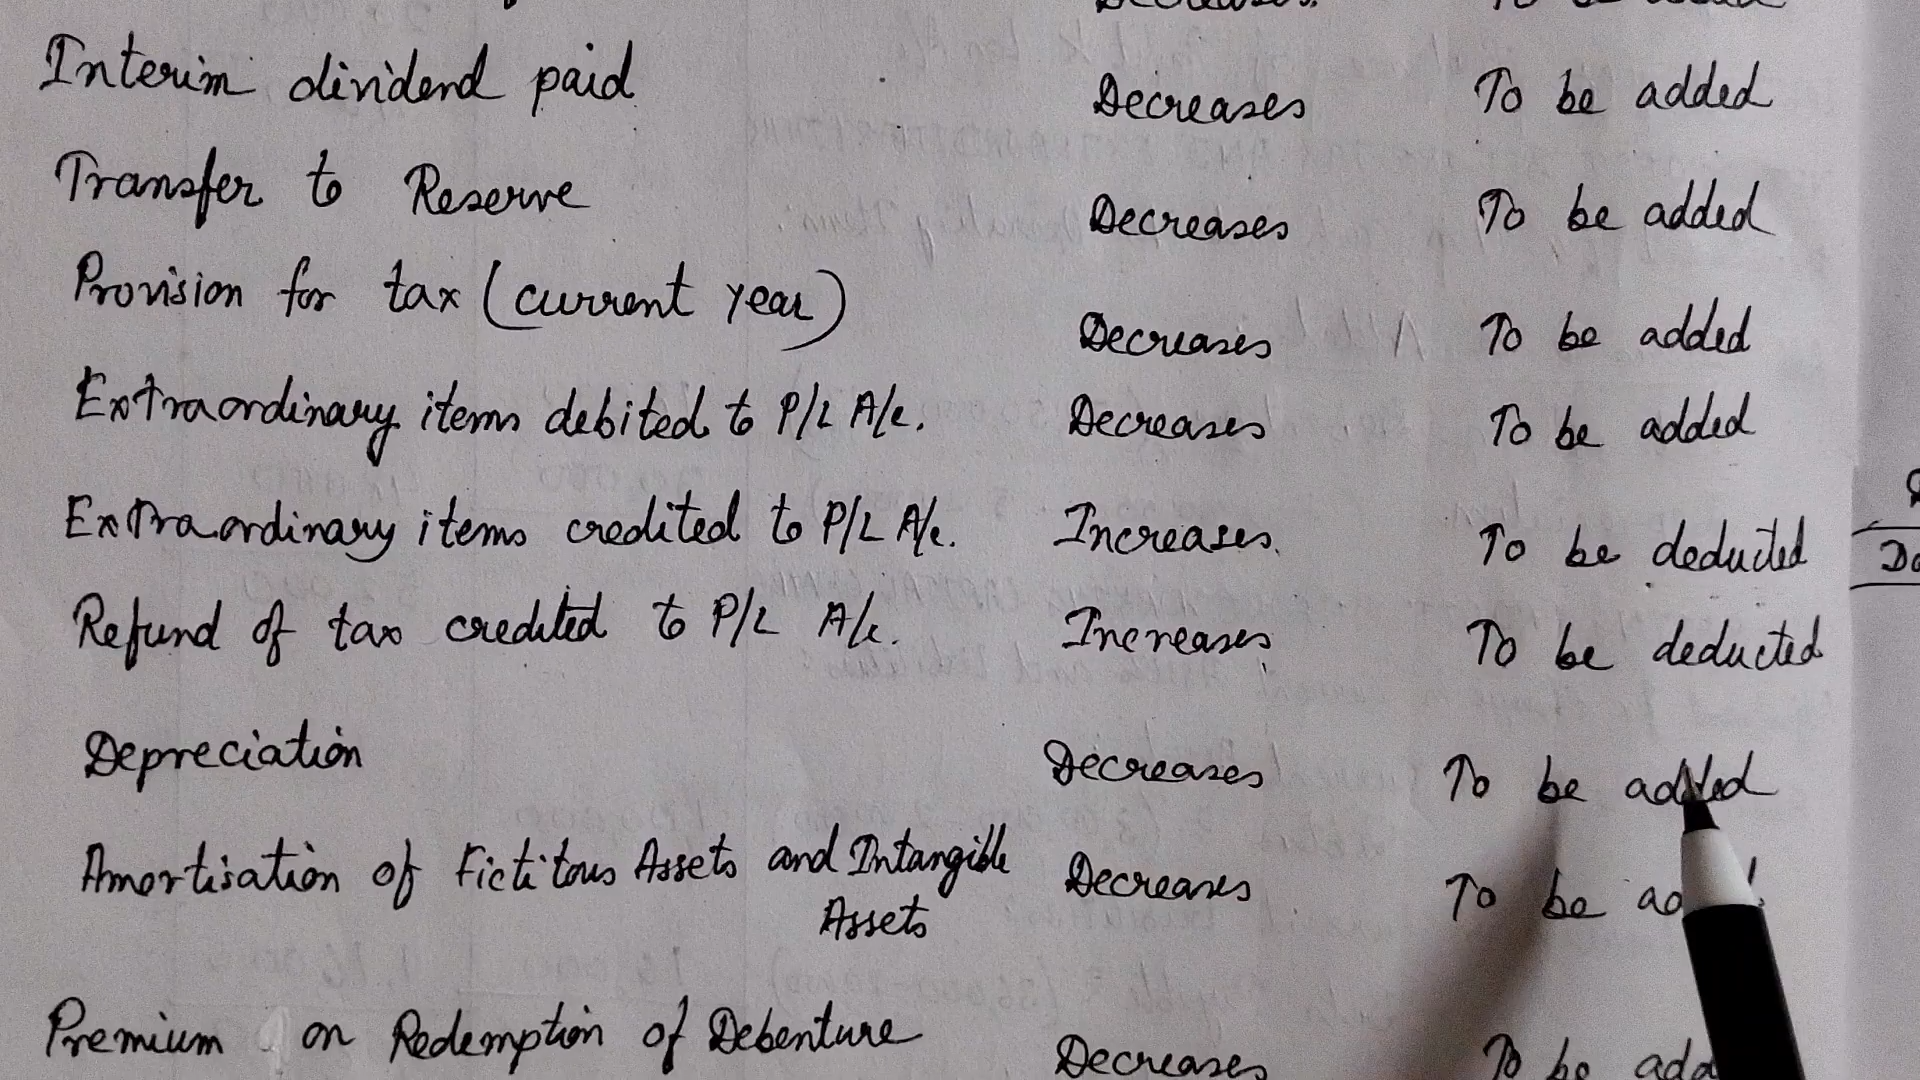 Interim dividend paid Decreases To be added
Transfer to Reserve Decreases To be added
Provision for tax (current year) Decreases To be added
Extraordinary items debited to P/L A/c. Decreases To be added
Extraordinary items credited to P/L A/c. Increases. To be deducted
Refund of tax credited to P/L A/c. Increases To be deducted
Depreciation Decreases To be added
Amortisation of Fictitous Assets and Intangible Decreases To be
Assets
Premium on Redemption of Debenture Decreases To be